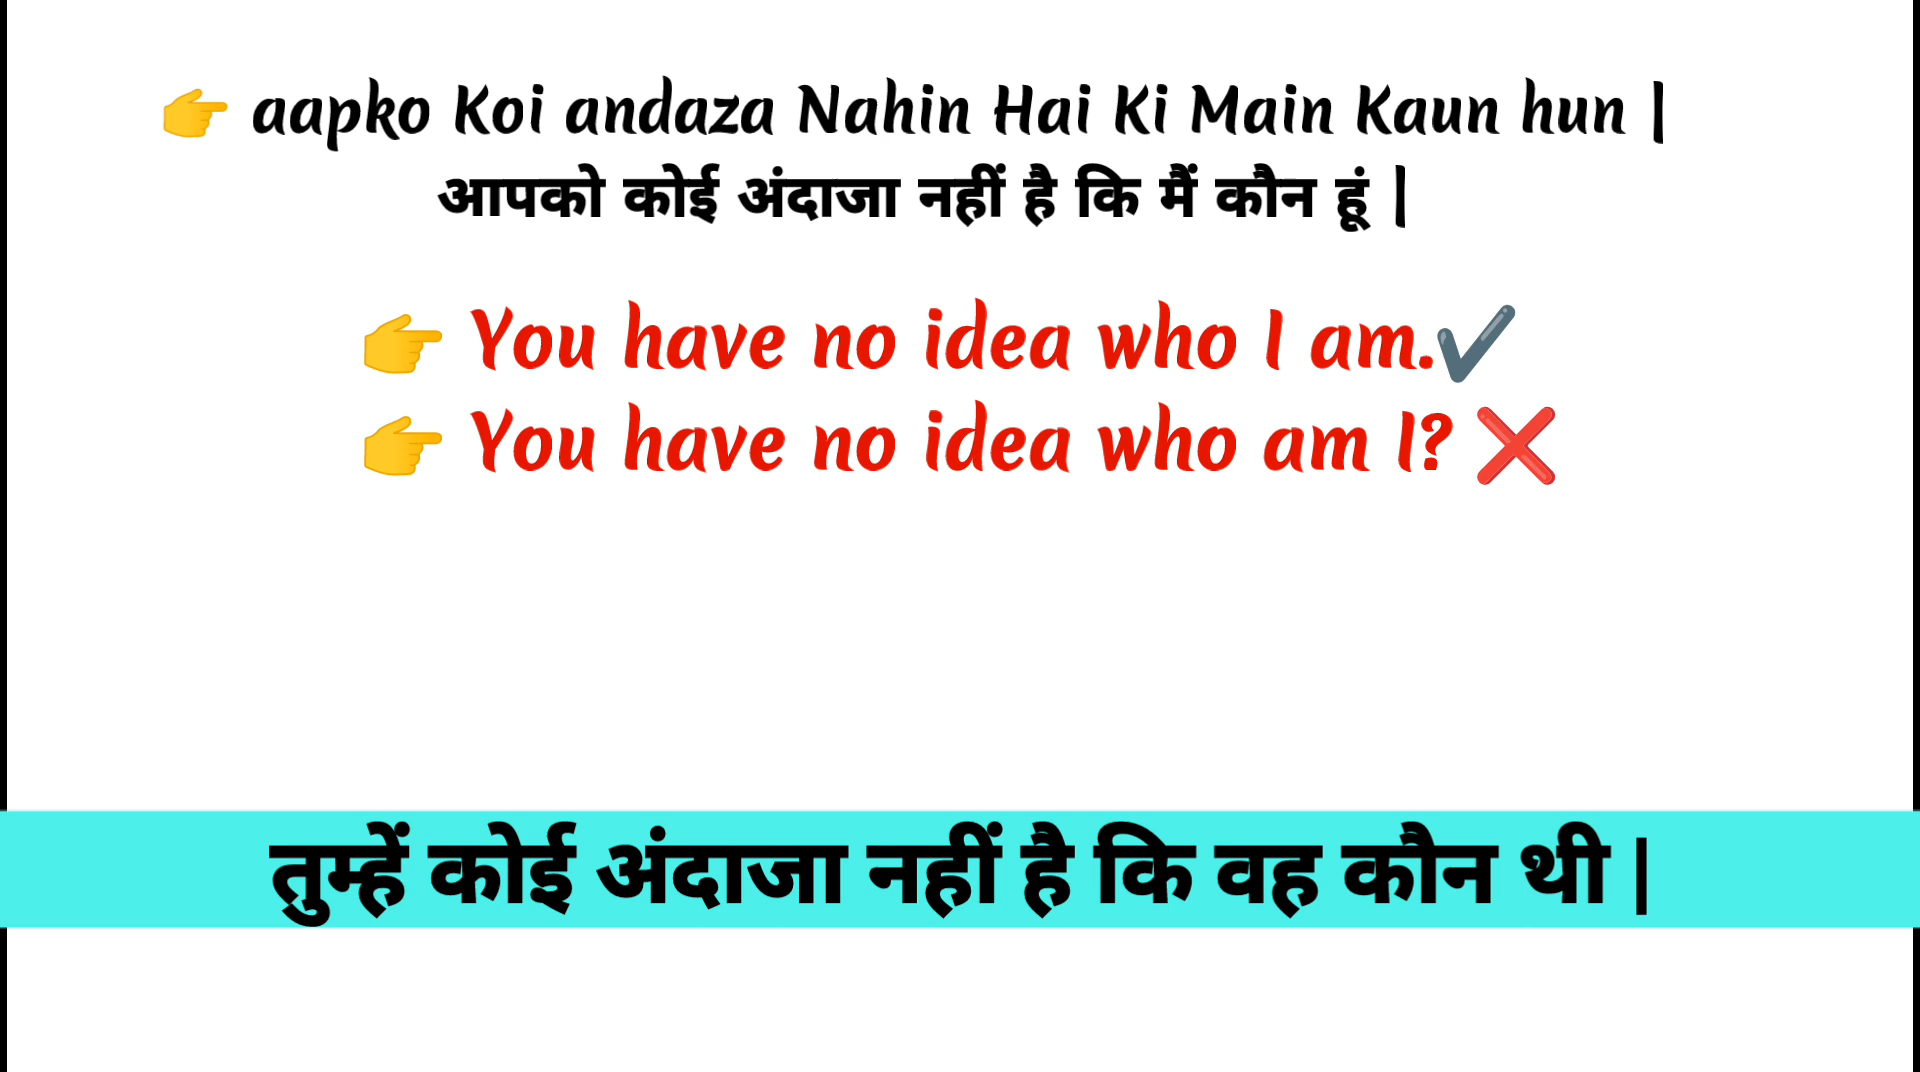 👉 aapko Koi andaza Nahin Hai Ki Main Kaun hun |
आपको कोई अंदाजा नहीं है कि मैं कौन हूं |
👉 You have no idea who I am.✔️
👉 You have no idea who am I? ❌
तुम्हें कोई अंदाजा नहीं है कि वह कौन थी |